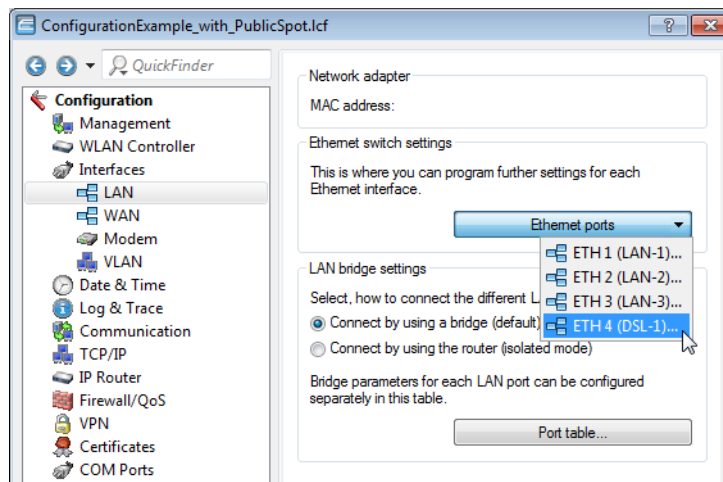 ConfigurationExample_with_PublicSpot.lcf
QuickFinder
Configuration
Management
WLAN Controller
Interfaces
LAN
WAN
Modem
VLAN
Date & Time
Log & Trace
Communication
TCP/IP
IP Router
Firewall/QoS
VPN
Certificates
COM Ports
Network adapter
MAC address:
Ethernet switch settings
This is where you can program further settings for each
Ethernet interface.
Ethernet ports
ETH 1 (LAN-1)...
ETH 2 (LAN-2)...
ETH 3 (LAN-3)...
ETH 4 (DSL-1)...
LAN bridge settings
Select, how to connect the different
Connect by using a bridge (default)
Connect by using the router (isolated mode)
Bridge parameters for each LAN port can be configured
separately in this table.
Port table...